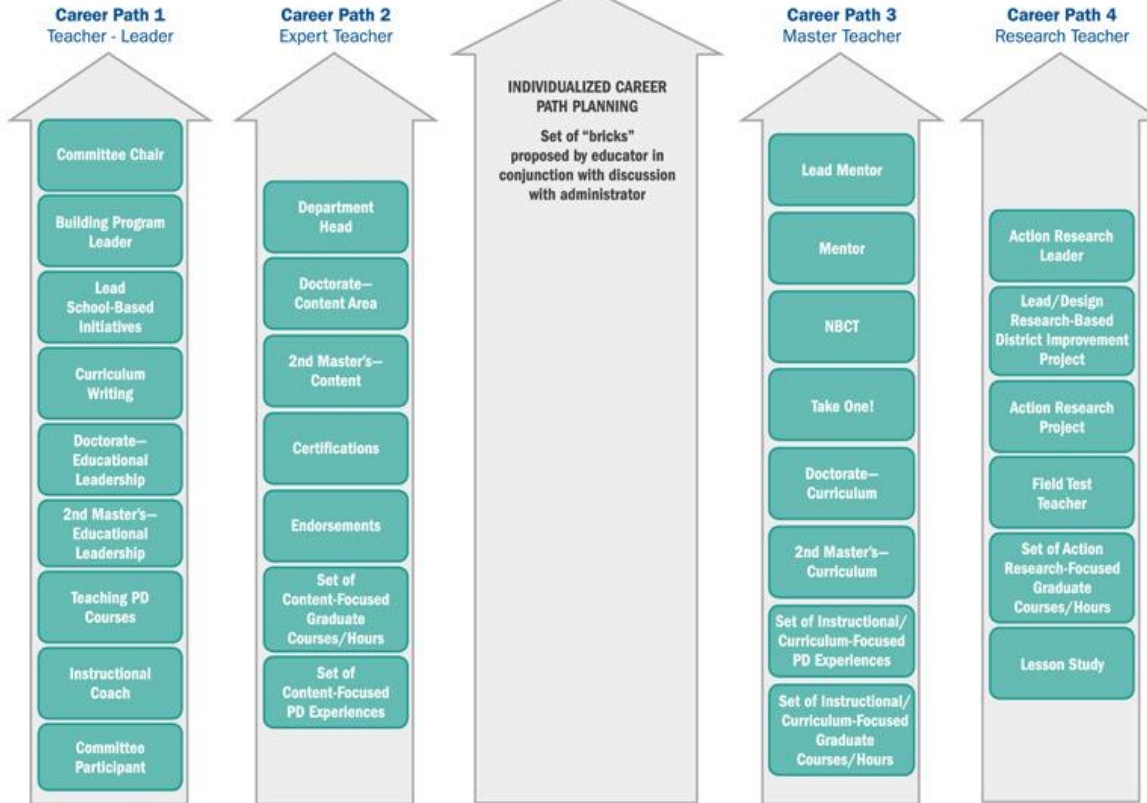 Career Path 1
Teacher - Leader
Committee Chair
Building Program
Leader
Lead
School-Based
Initiatives
Curriculum
Writing
Doctorate—
Educational
Leadership
2nd Master's—
Educational
Leadership
Teaching PD
Courses
Instructional
Coach
Committee
Participant
Career Path 2
Expert Teacher
Department
Head
Doctorate—
Content Area
2nd Master's—
Content
Certifications
Endorsements
Set of
Content-Focused
Graduate
Courses/Hours
Set of
Content-Focused
PD Experiences
INDIVIDUALIZED CAREER
PATH PLANNING
Set of “bricks”
proposed by educator in
conjunction with discussion
with administrator
Career Path 3
Master Teacher
Lead Mentor
Mentor
NBCT
Take One!
Doctorate—
Curriculum
2nd Master's—
Curriculum
Set of Instructional/
Curriculum-Focused
PD Experiences
Set of Instructional/
Curriculum-Focused
Graduate
Courses/Hours
Career Path 4
Research Teacher
Action Research
Leader
Lead/Design
Research-Based
District Improvement
Project
Action Research
Project
Field Test
Teacher
Set of Action
Research-Focused
Graduate
Courses/Hours
Lesson Study